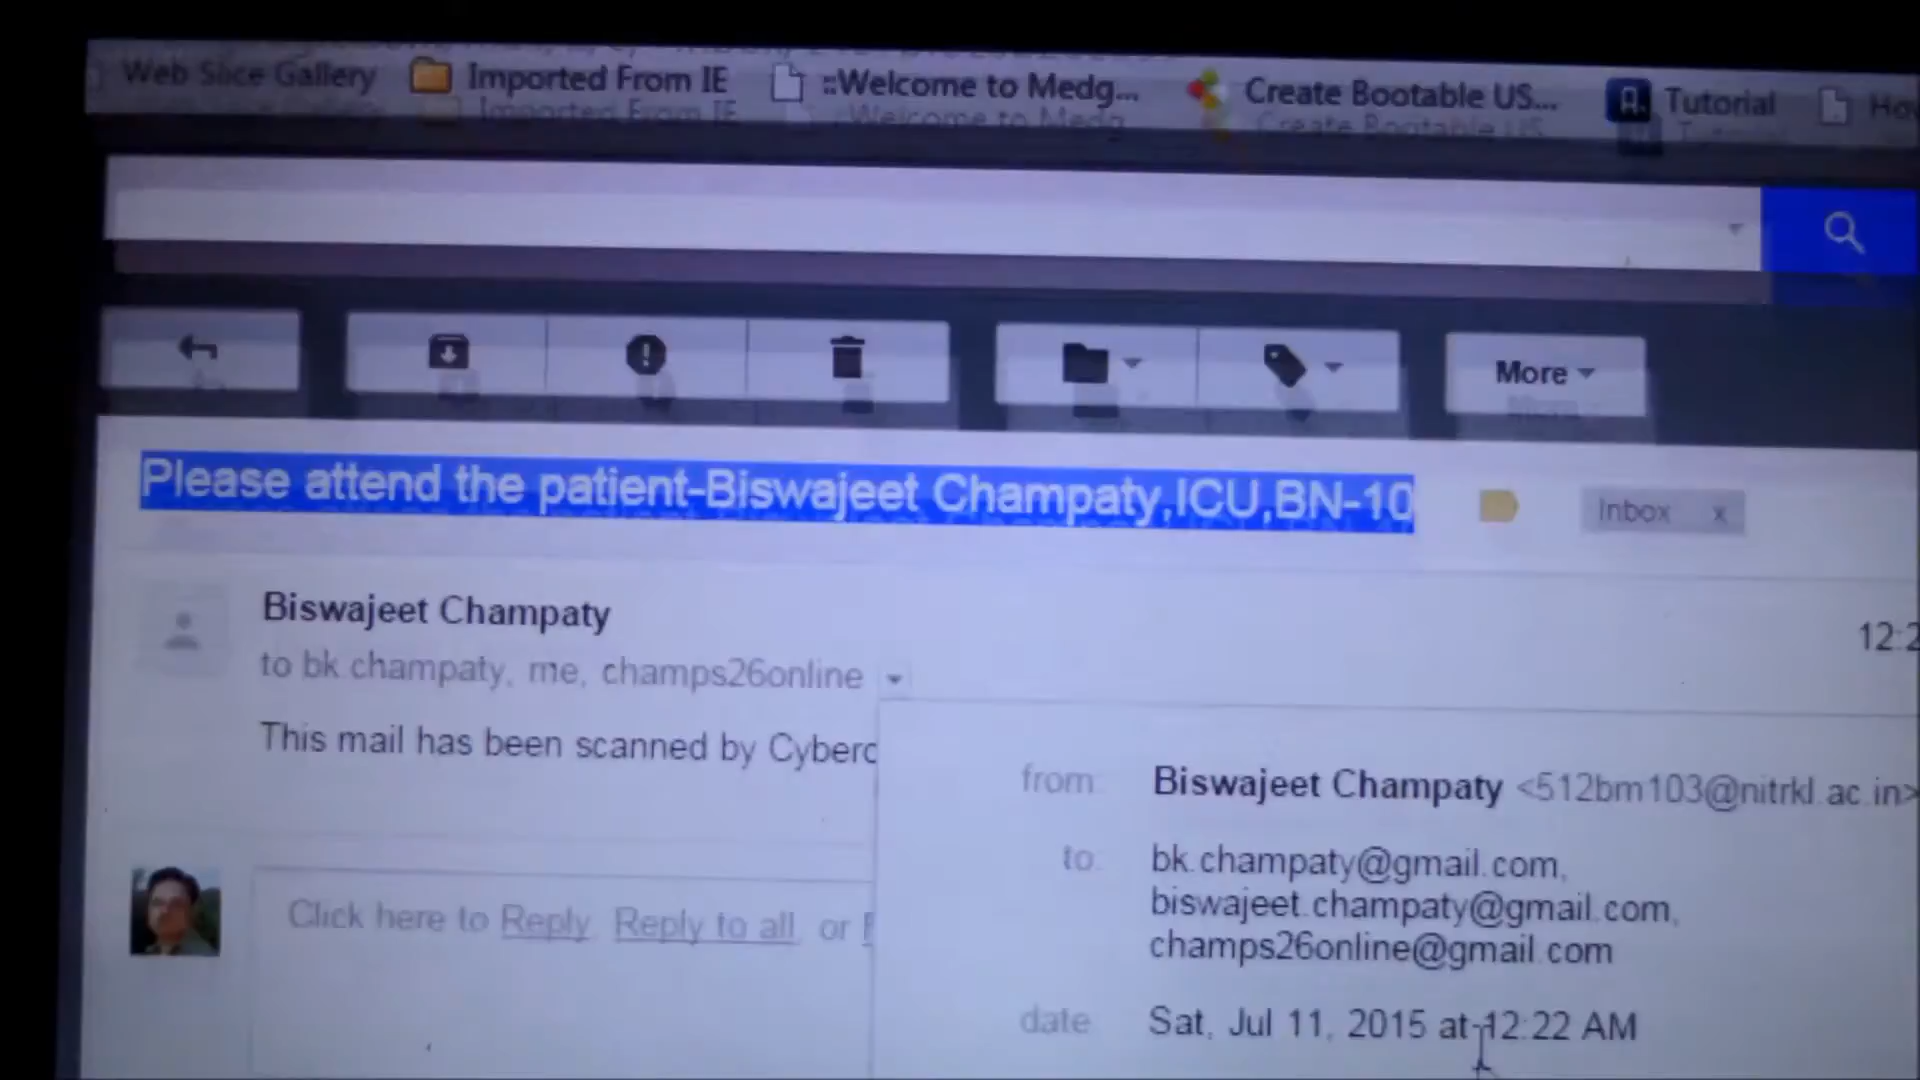 Web Slice Gallery Imported From IE ::Welcome to Medg... Create Bootable US... Tutorial
More
Please attend the patient-Biswajeet Champaty,ICU,BN-10 Inbox x
Biswajeet Champaty
to bk.champaty, me, champs26online
This mail has been scanned by
from: Biswajeet Champaty <512bm103@nitrkl.ac.in>
to: bk.champaty@gmail.com,
biswajeet.champaty@gmail.com,
champs26online@gmail.com
Click here to Reply, Reply to all, or
date: Sat, Jul 11, 2015 at 12:22 AM